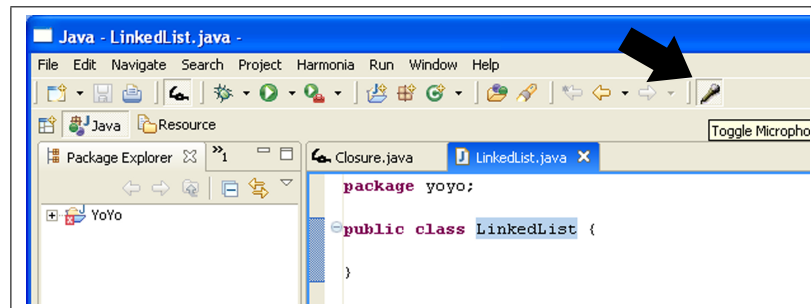 Java - LinkedList.java -
File Edit Navigate Search Project Harmonia Run Window Help
Java Resource
Toggle Micropho
Package Explorer »1
Closure.java LinkedList.java
YoYo
package yoyo;
public class LinkedList {
}